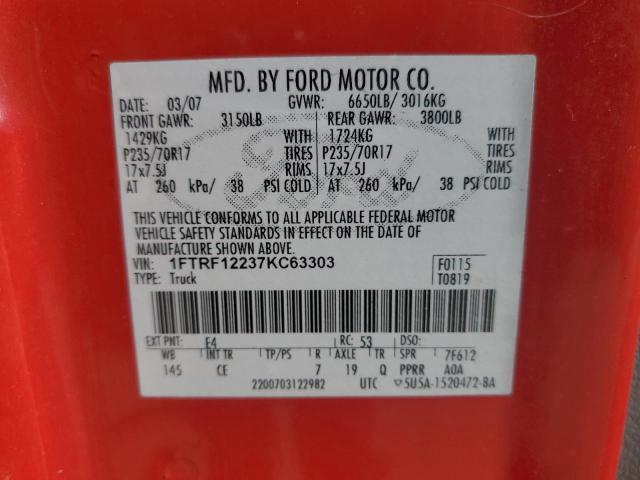 MFD. BY FORD MOTOR CO.
DATE: 03/07 GVWR: 6650LB/ 3016KG
FRONT GAWR: 3150LB REAR GAWR: 3800LB
1429KG WITH 1724KG WITH
P235/70R17 TIRES P235/70R17 TIRES
17x7.5J RIMS 17x7.5J RIMS
AT 260 kPa/ 38 PSI COLD AT 260 kPa/ 38 PSI COLD
Ford
THIS VEHICLE CONFORMS TO ALL APPLICABLE FEDERAL MOTOR
VEHICLE SAFETY STANDARDS IN EFFECT ON THE DATE OF
MANUFACTURE SHOWN ABOVE.
VIN: 1FTRF12237KC63303 F0115
TYPE: Truck T0819
EXT PNT: E4 RC: 53 DSO:
WB INT TR TP/PS R AXLE TR SPR 7F612
145 CE 7 19 Q PPRR A0A
2200703122982 UTC ▽5U5A-1520472-BA